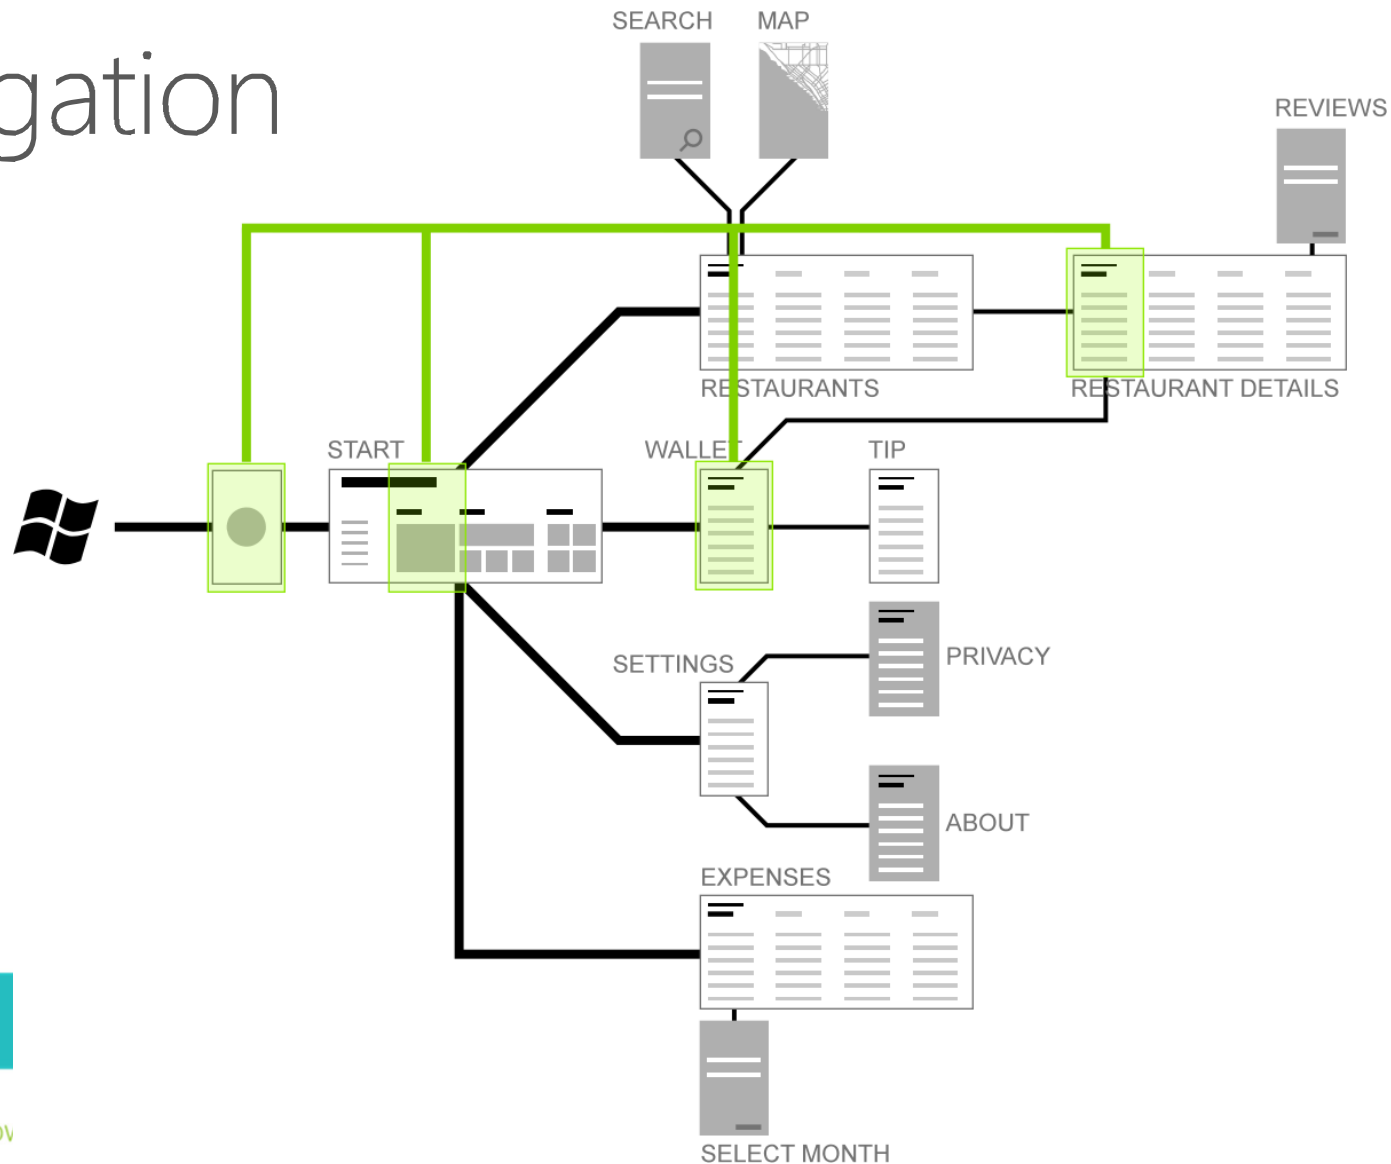 gation
SEARCH
MAP
REVIEWS
RESTAURANTS
RESTAURANT DETAILS
START
WALLET
TIP
SETTINGS
PRIVACY
ABOUT
EXPENSES
SELECT MONTH